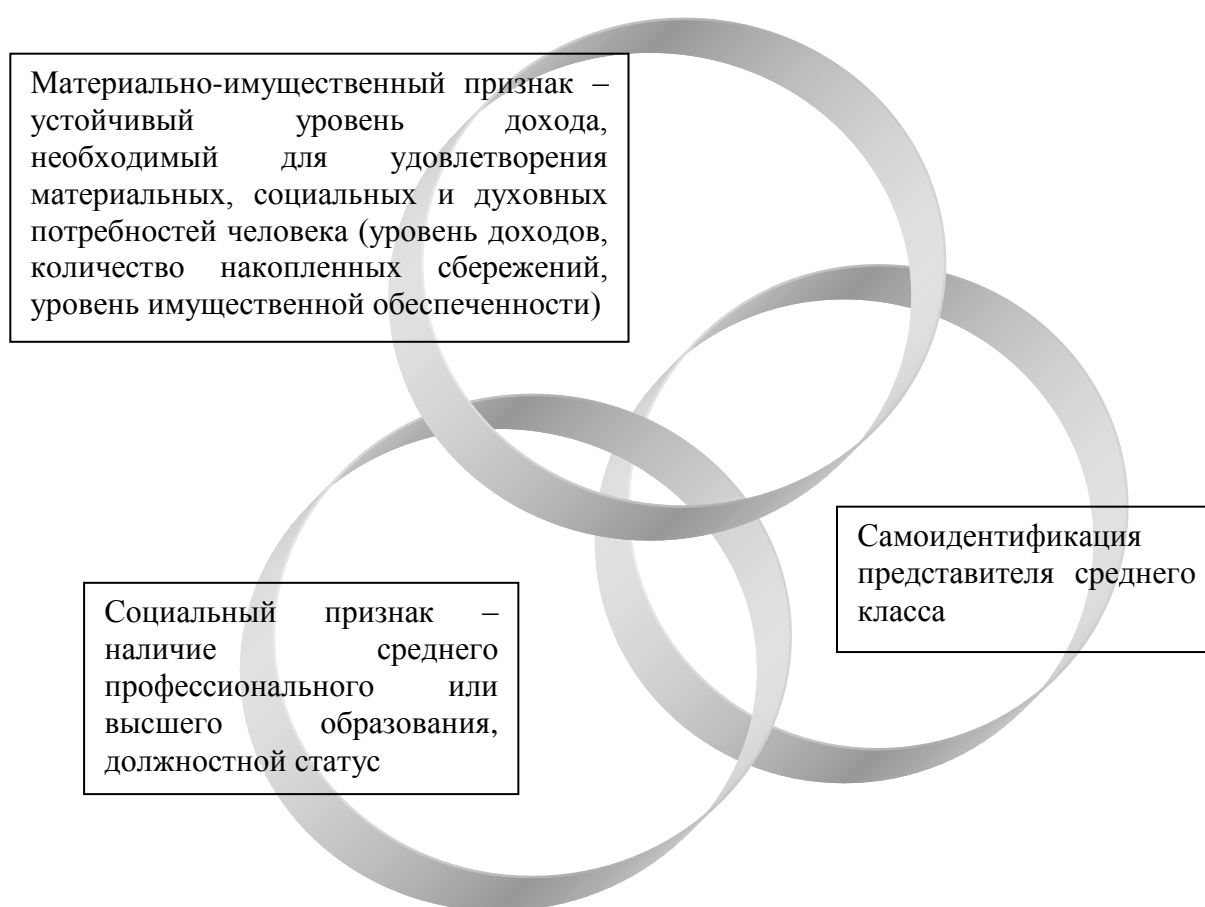 Материально-имущественный признак –
устойчивый уровень дохода,
необходимый для удовлетворения
материальных, социальных и духовных
потребностей человека (уровень доходов,
количество накопленных сбережений,
уровень имущественной обеспеченности)
Самоидентификация
представителя среднего
класса
Социальный признак –
наличие среднего
профессионального или
высшего образования,
должностной статус